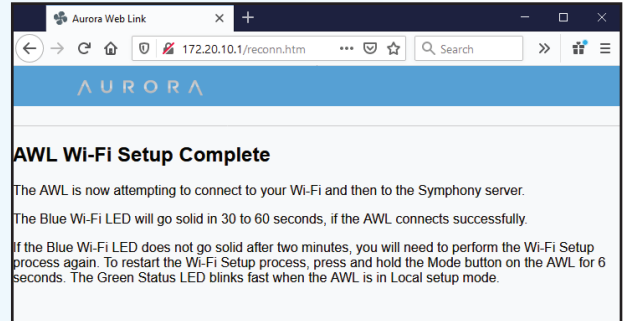 Aurora Web Link
172.20.10.1/reconn.htm
Search
AURORA
AWL Wi-Fi Setup Complete
The AWL is now attempting to connect to your Wi-Fi and then to the Symphony server.
The Blue Wi-Fi LED will go solid in 30 to 60 seconds, if the AWL connects successfully.
If the Blue Wi-Fi LED does not go solid after two minutes, you will need to perform the Wi-Fi Setup
process again. To restart the Wi-Fi Setup process, press and hold the Mode button on the AWL for 6
seconds. The Green Status LED blinks fast when the AWL is in Local setup mode.